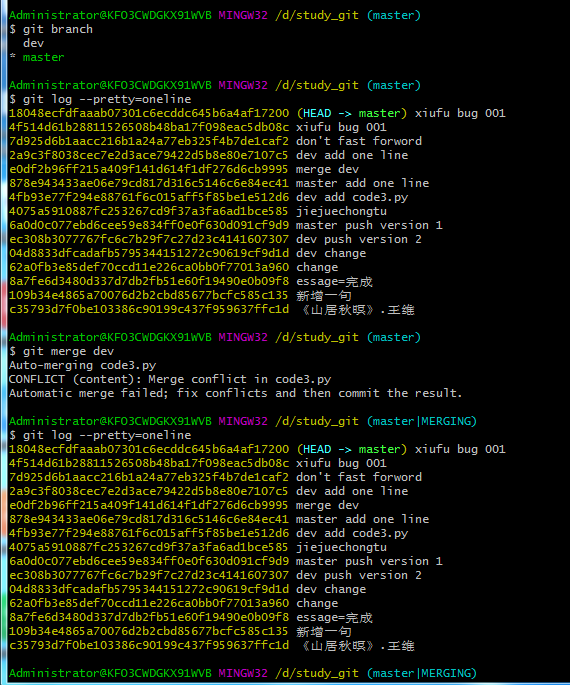 Administrator@KFO3CWDGKX91WVB MINGW32 /d/study_git (master)
$ git branch
  dev
* master
Administrator@KFO3CWDGKX91WVB MINGW32 /d/study_git (master)
$ git log --pretty=oneline
18048ecfdfaaab07301c6ecddc645b6a4af17200 (HEAD -> master) xiufu bug 001
4f514d61b28811526508b48ba17f098eac5db08c xiufu bug 001
7d925d6b1aacc216b1a24a77eb325f4b7de1caf2 don't fast forword
2a9c3f8038cec7e2d3ace79422d5b8e80e7107c5 dev add one line
e0df2b96ff215a409f141d614f1df276d6cb9995 merge dev
878e943433ae06e79cd817d316c5146c6e84ec41 master add one line
4fb93e77f294e88761f6c015aff5f85be1e512d6 dev add code3.py
4075a5910887fc253267cd9f37a3fa6ad1bce585 jiejuechongtu
6a0d0c077ebd6cee59e834ff0e0f630d091cf9d9 master push version 1
ec308b3077767fc6c7b29f7c27d23c4141607307 dev push version 2
04d8833dfcadafb5795344151272c90619cf9d1d dev change
62a0fb3e85def70ccd11e226ca0bb0f77013a960 change
8a7fe6d3480d337d7db2fb51e60f19490e0b09f8 essage=完成
109b34e4865a70076d2b2cbd85677bcfc585c135 新增一句
c35793d7f0be103386c90199c437f959637ffc1d 《山居秋暝》.王维
Administrator@KFO3CWDGKX91WVB MINGW32 /d/study_git (master)
$ git merge dev
Auto-merging code3.py
CONFLICT (content): Merge conflict in code3.py
Automatic merge failed; fix conflicts and then commit the result.
Administrator@KFO3CWDGKX91WVB MINGW32 /d/study_git (master|MERGING)
$ git log --pretty=oneline
18048ecfdfaaab07301c6ecddc645b6a4af17200 (HEAD -> master) xiufu bug 001
4f514d61b28811526508b48ba17f098eac5db08c xiufu bug 001
7d925d6b1aacc216b1a24a77eb325f4b7de1caf2 don't fast forword
2a9c3f8038cec7e2d3ace79422d5b8e80e7107c5 dev add one line
e0df2b96ff215a409f141d614f1df276d6cb9995 merge dev
878e943433ae06e79cd817d316c5146c6e84ec41 master add one line
4fb93e77f294e88761f6c015aff5f85be1e512d6 dev add code3.py
4075a5910887fc253267cd9f37a3fa6ad1bce585 jiejuechongtu
6a0d0c077ebd6cee59e834ff0e0f630d091cf9d9 master push version 1
ec308b3077767fc6c7b29f7c27d23c4141607307 dev push version 2
04d8833dfcadafb5795344151272c90619cf9d1d dev change
62a0fb3e85def70ccd11e226ca0bb0f77013a960 change
8a7fe6d3480d337d7db2fb51e60f19490e0b09f8 essage=完成
109b34e4865a70076d2b2cbd85677bcfc585c135 新增一句
c35793d7f0be103386c90199c437f959637ffc1d 《山居秋暝》.王维
Administrator@KFO3CWDGKX91WVB MINGW32 /d/study_git (master|MERGING)